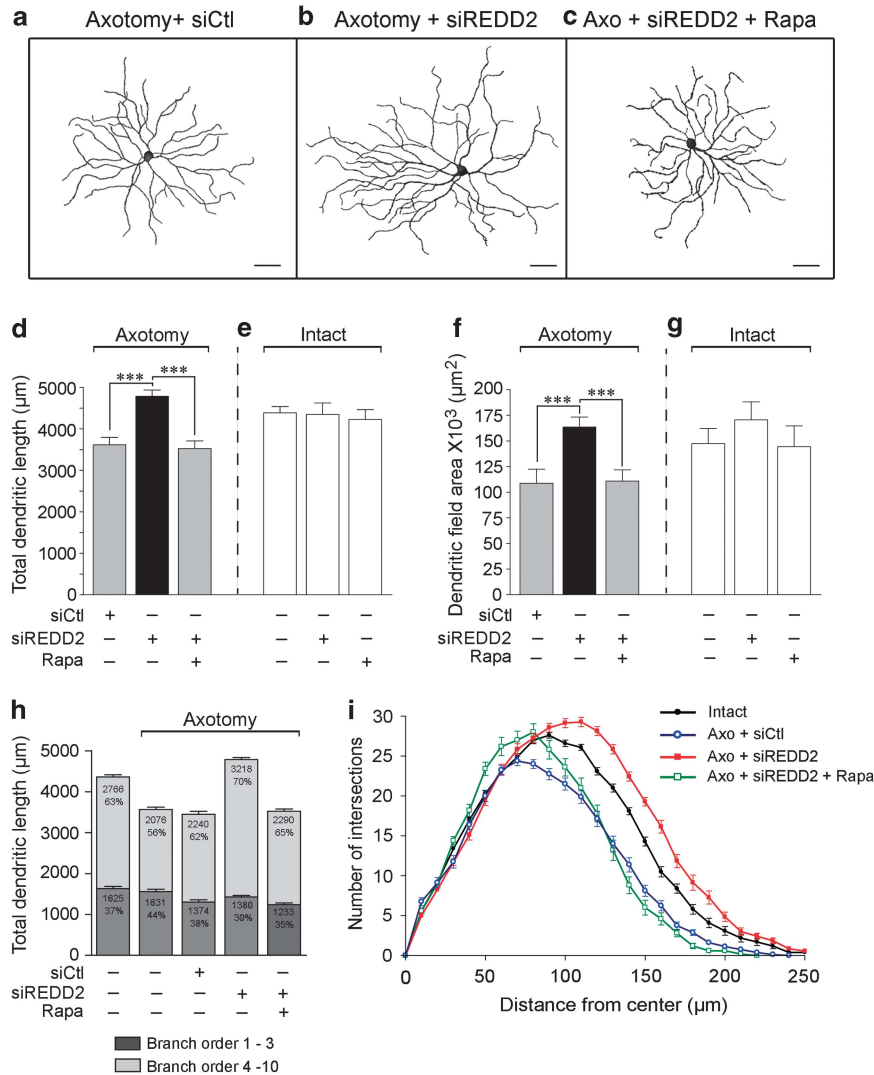 a Axotomy+ siCtl b Axotomy + siREDD2 c Axo + siREDD2 + Rapa
d Axotomy e Intact
Total dendritic length (μm)
5000
4000
3000
2000
1000
0
*** ***
siCtl + – – – – –
siREDD2 – + + – + –
Rapa – – + – – +
f Axotomy g Intact
Dendritic field area X10³ (μm²)
200
175
150
125
100
75
50
25
0
*** ***
siCtl + – – – – –
siREDD2 – + + – + –
Rapa – – + – – +
h Axotomy
Total dendritic length (μm)
5000
4000
3000
2000
1000
0
2766 2076 2240 3218 2290
63% 56% 62% 70% 65%
1625 1631 1374 1380 1233
37% 44% 38% 30% 35%
siCtl – – + – –
siREDD2 – – – + +
Rapa – – – – +
Branch order 1 - 3
Branch order 4 -10
i
Number of intersections
30
25
20
15
10
5
0
0 50 100 150 200 250
Distance from center (μm)
Intact
Axo + siCtl
Axo + siREDD2
Axo + siREDD2 + Rapa